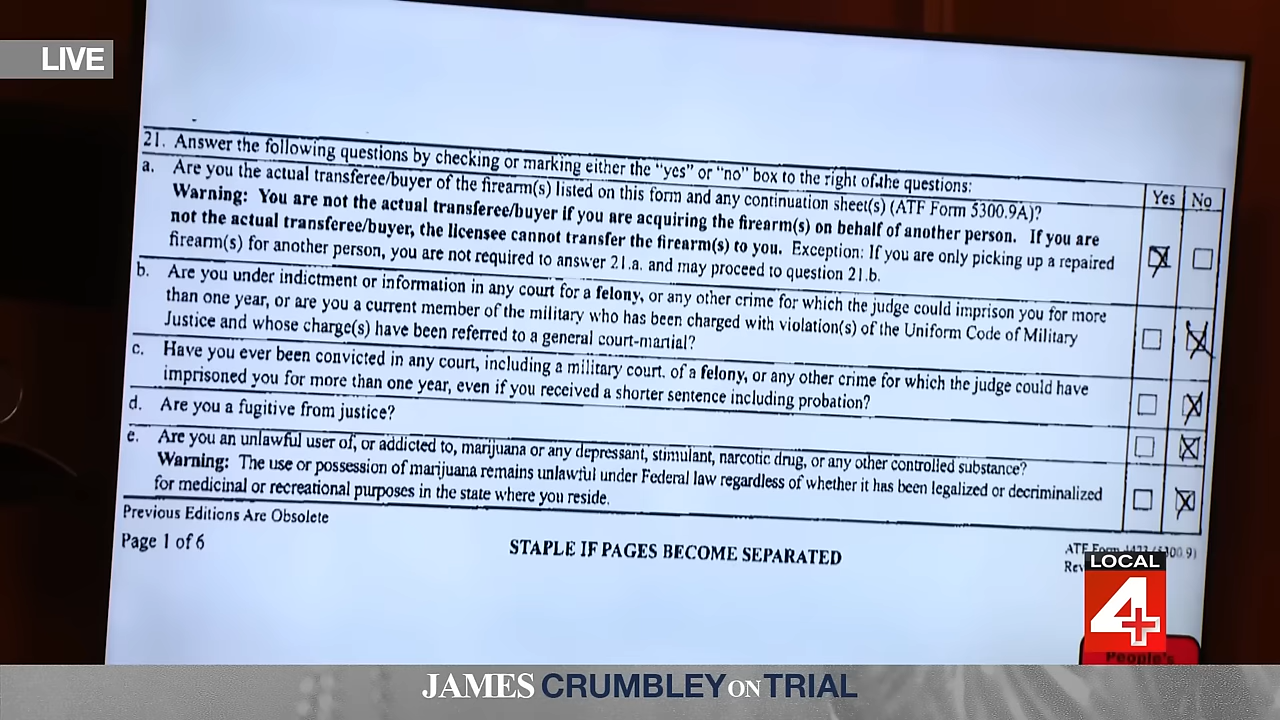 LIVE
21. Answer the following questions by checking or marking either the "yes" or "no" box to the right of the questions:
Yes No
a. Are you the actual transferee/buyer of the firearm(s) listed on this form and any continuation sheet(s) (ATF Form 5300.9A)?
Warning: You are not the actual transferee/buyer if you are acquiring the firearm(s) on behalf of another person. If you are
not the actual transferee/buyer, the licensee cannot transfer the firearm(s) to you. Exception: If you are only picking up a repaired
firearm(s) for another person, you are not required to answer 21.a. and may proceed to question 21.b.
b. Are you under indictment or information in any court for a felony, or any other crime for which the judge could imprison you for more
than one year, or are you a current member of the military who has been charged with violation(s) of the Uniform Code of Military
Justice and whose charge(s) have been referred to a general court-martial?
c. Have you ever been convicted in any court, including a military court, of a felony, or any other crime for which the judge could have
imprisoned you for more than one year, even if you received a shorter sentence including probation?
d. Are you a fugitive from justice?
e. Are you an unlawful user of, or addicted to, marijuana or any depressant, stimulant, narcotic drug, or any other controlled substance?
Warning: The use or possession of marijuana remains unlawful under Federal law regardless of whether it has been legalized or decriminalized
for medicinal or recreational purposes in the state where you reside.
Previous Editions Are Obsolete
Page 1 of 6
STAPLE IF PAGES BECOME SEPARATED
ATF Form
LOCAL
4+
People's
JAMES CRUMBLEY ON TRIAL